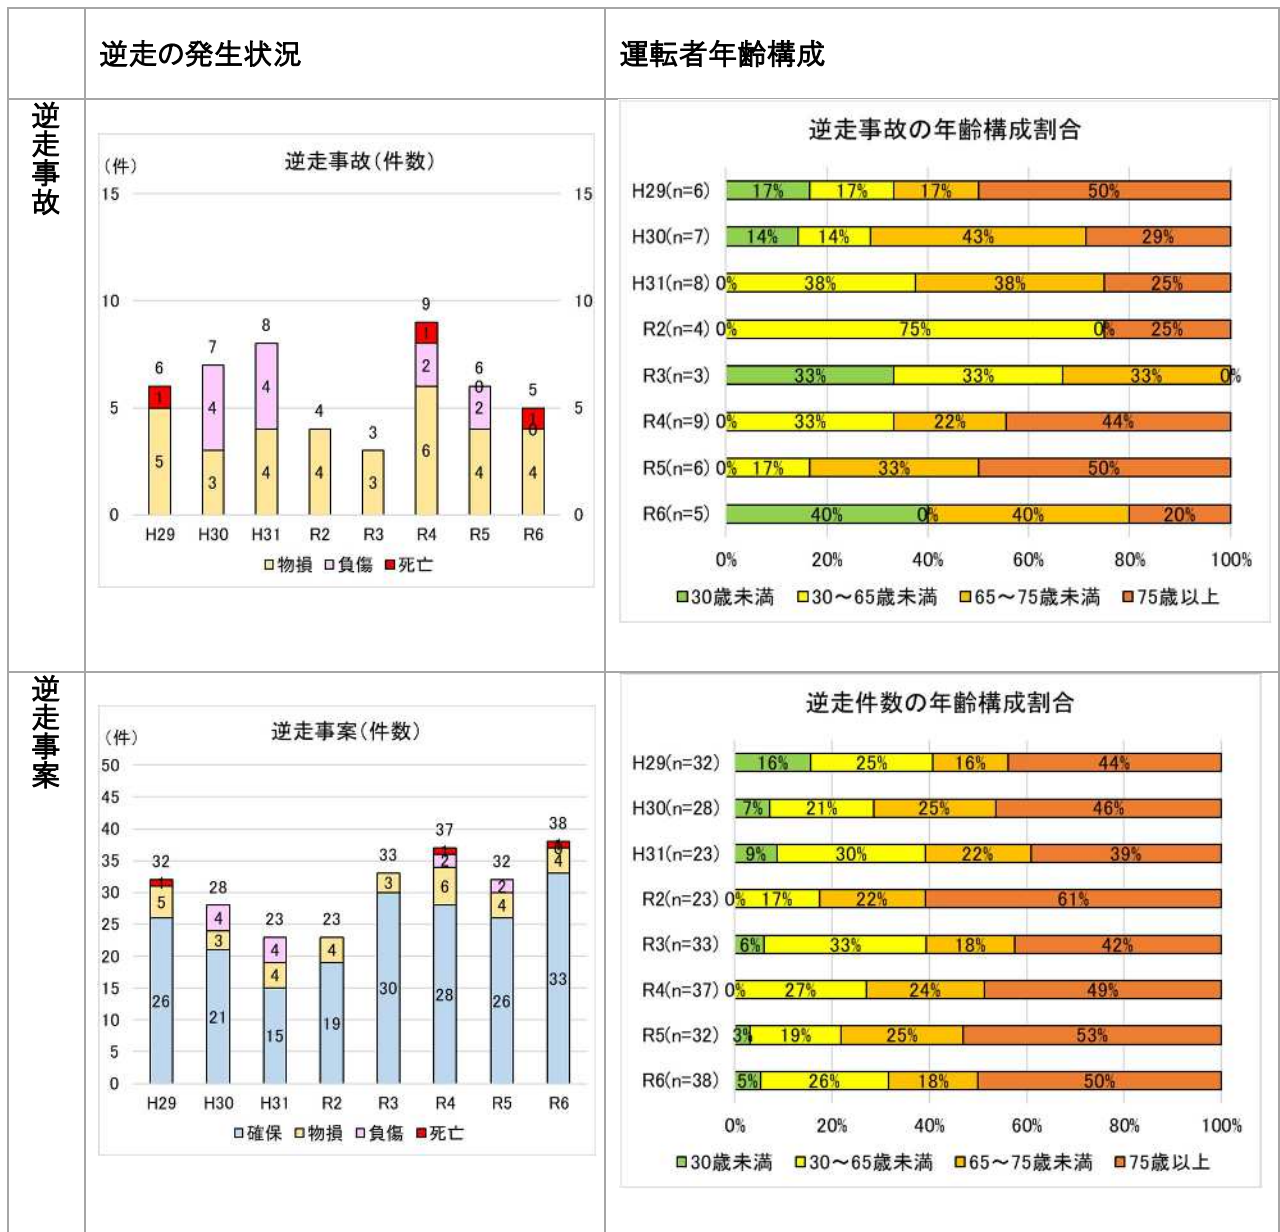 逆走の発生状況
運転者年齢構成
逆走事故
逆走事故(件数)
(件)
15 15
10 10
5 5
0 0
6 7 8 4 3 9 6 5
1 1 0 1
4 4 2 2 0
5 3 4 4 3 6 4 4
H29 H30 H31 R2 R3 R4 R5 R6
物損 負傷 死亡
逆走事故の年齢構成割合
H29(n=6) 17% 17% 17% 50%
H30(n=7) 14% 14% 43% 29%
H31(n=8) 0% 38% 38% 25%
R2(n=4) 0% 75% 0% 25%
R3(n=3) 33% 33% 33% 0%
R4(n=9) 0% 33% 22% 44%
R5(n=6) 0% 17% 33% 50%
R6(n=5) 40% 0% 40% 20%
0% 20% 40% 60% 80% 100%
30歳未満 30～65歳未満 65～75歳未満 75歳以上
逆走事案
逆走事案(件数)
(件)
50
45
40
35
30
25
20
15
10
5
0
32 28 23 23 33 37 32 38
1 1 1
4 4 2 2 0
5 3 4 4 3 6 4 4
26 21 15 19 30 28 26 33
H29 H30 H31 R2 R3 R4 R5 R6
確保 物損 負傷 死亡
逆走件数の年齢構成割合
H29(n=32) 16% 25% 16% 44%
H30(n=28) 7% 21% 25% 46%
H31(n=23) 9% 30% 22% 39%
R2(n=23) 0% 17% 22% 61%
R3(n=33) 6% 33% 18% 42%
R4(n=37) 0% 27% 24% 49%
R5(n=32) 3% 19% 25% 53%
R6(n=38) 5% 26% 18% 50%
0% 20% 40% 60% 80% 100%
30歳未満 30～65歳未満 65～75歳未満 75歳以上